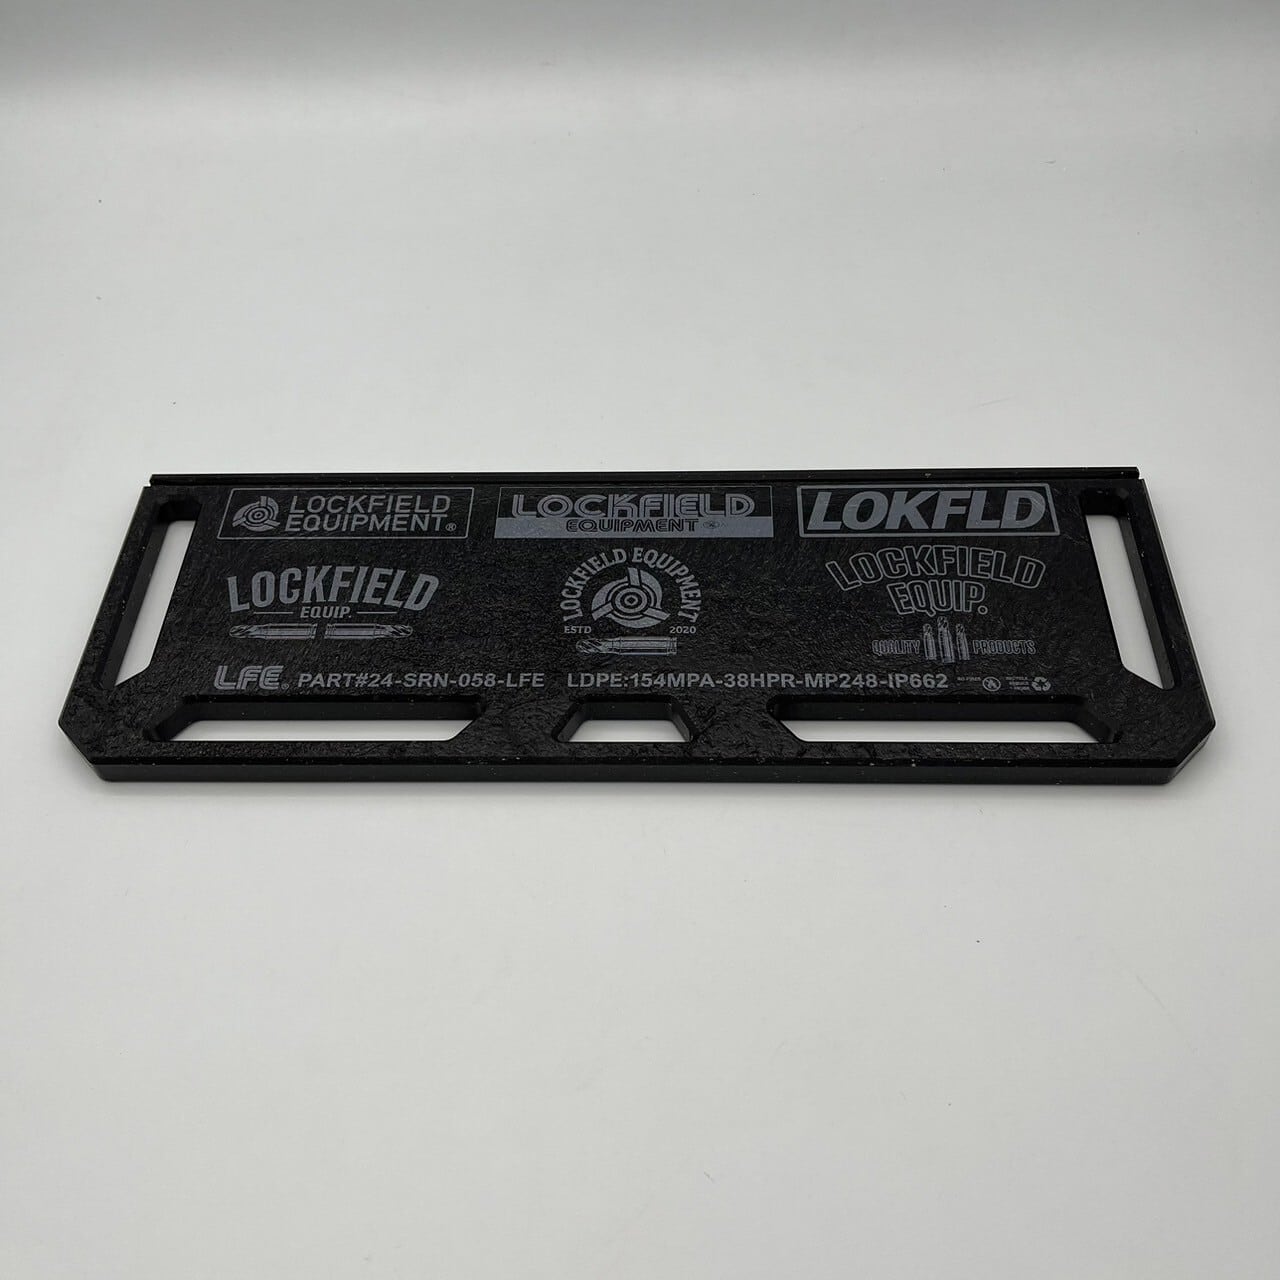 LOCKFIELD
EQUIPMENT®
LOCKFIELD
EQUIPMENT
LOKFLD
LOCKFIELD
EQUIP.
LOCKFIELD EQUIPMENT
ESTD 2020
LOCKFIELD
EQUIP.
QUALITY PRODUCTS
LFE® PART#24-SRN-058-LFE LDPE:154MPA-38HPR-MP248-IP662